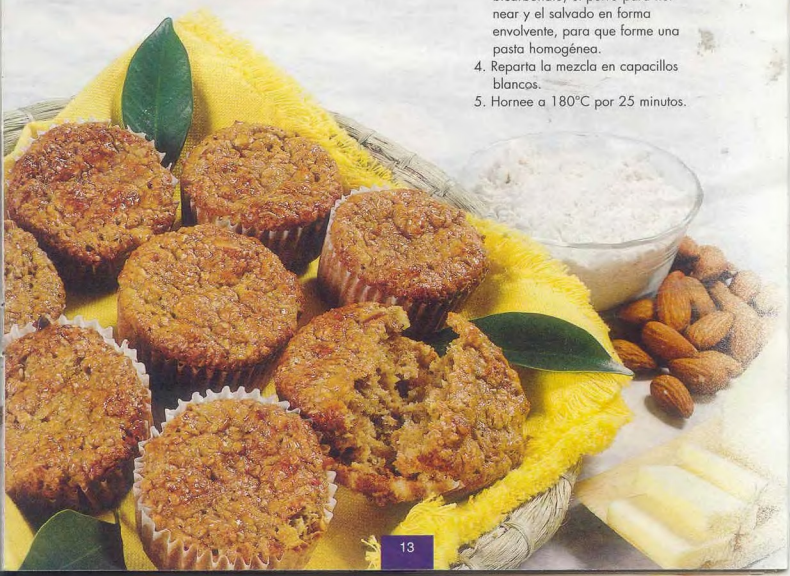 near y el salvado en forma
envolvente, para que forme una
pasta homogénea.
4. Reparta la mezcla en capacillos
blancos.
5. Hornee a 180°C por 25 minutos.
13